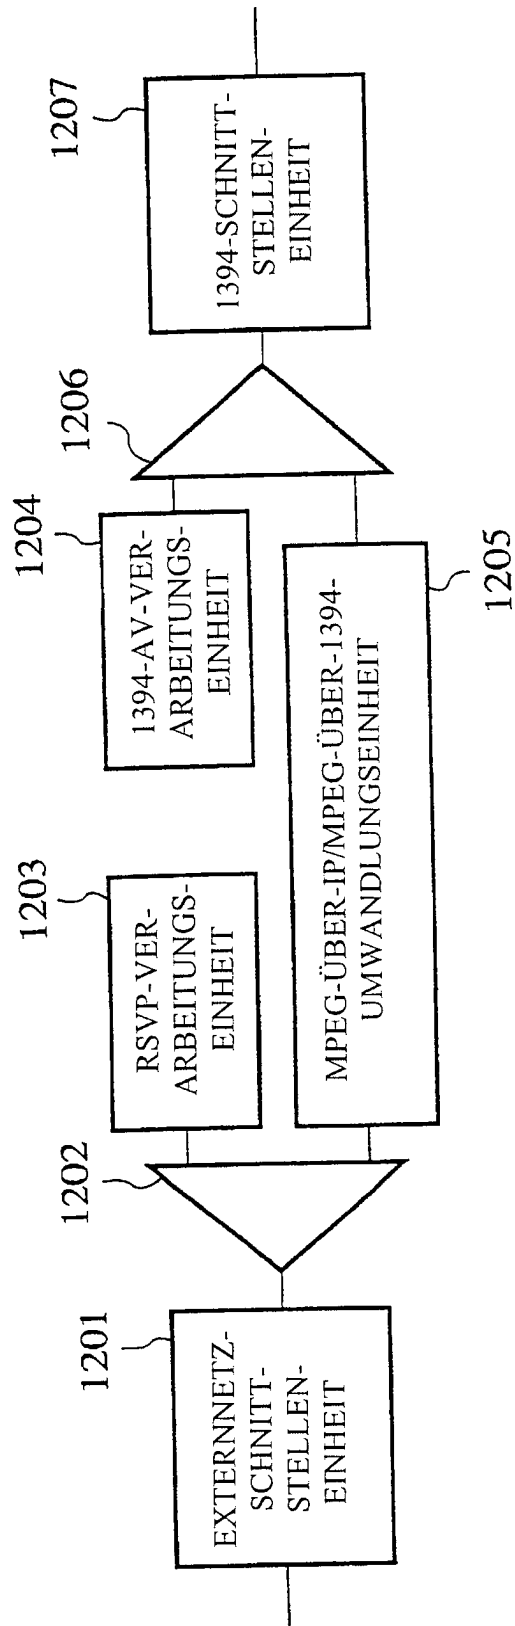 1201
EXTERNNETZ-
SCHNITT-
STELLEN-
EINHEIT
1202
1203
RSVP-VER-
ARBEITUNGS-
EINHEIT
1204
1394-AV-VER-
ARBEITUNGS-
EINHEIT
MPEG-ÜBER-IP/MPEG-ÜBER-1394-
UMWANDLUNGSEINHEIT
1205
1206
1207
1394-SCHNITT-
STELLEN-
EINHEIT